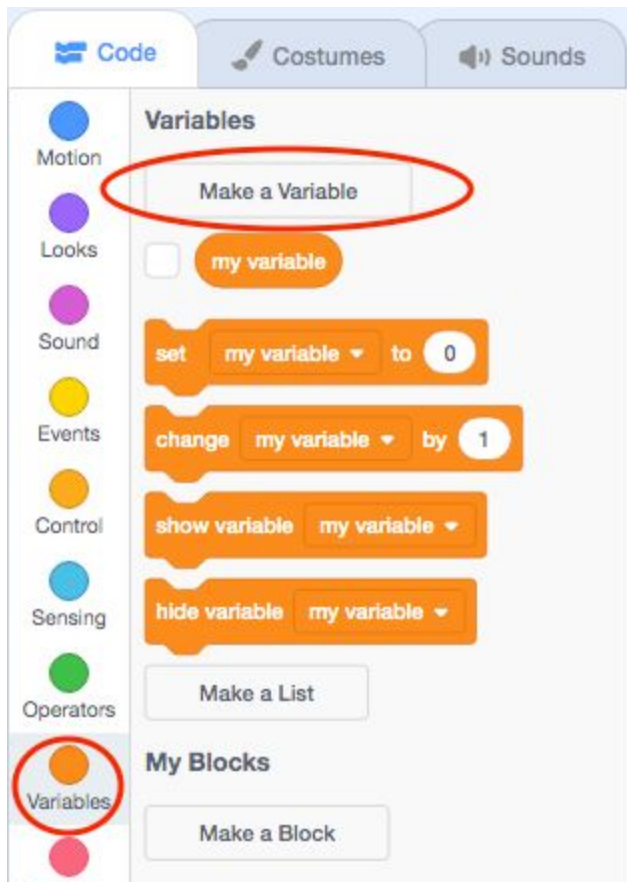 Code Costumes Sounds
Motion
Looks
Sound
Events
Control
Sensing
Operators
Variables
Variables
Make a Variable
my variable
set my variable to 0
change my variable by 1
show variable my variable
hide variable my variable
Make a List
My Blocks
Make a Block